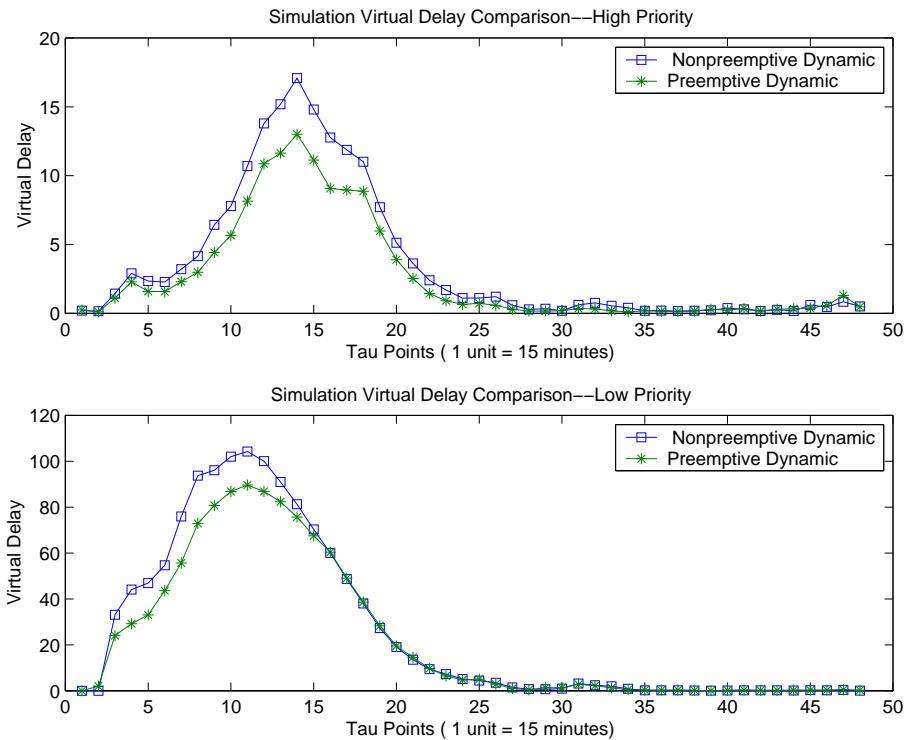 Simulation Virtual Delay Comparison−−High Priority
20
15
10
5
0
Virtual Delay
Nonpreemptive Dynamic
Preemptive Dynamic
0 5 10 15 20 25 30 35 40 45 50
Tau Points ( 1 unit = 15 minutes)
Simulation Virtual Delay Comparison−−Low Priority
120
100
80
60
40
20
0
Virtual Delay
Nonpreemptive Dynamic
Preemptive Dynamic
0 5 10 15 20 25 30 35 40 45 50
Tau Points ( 1 unit = 15 minutes)